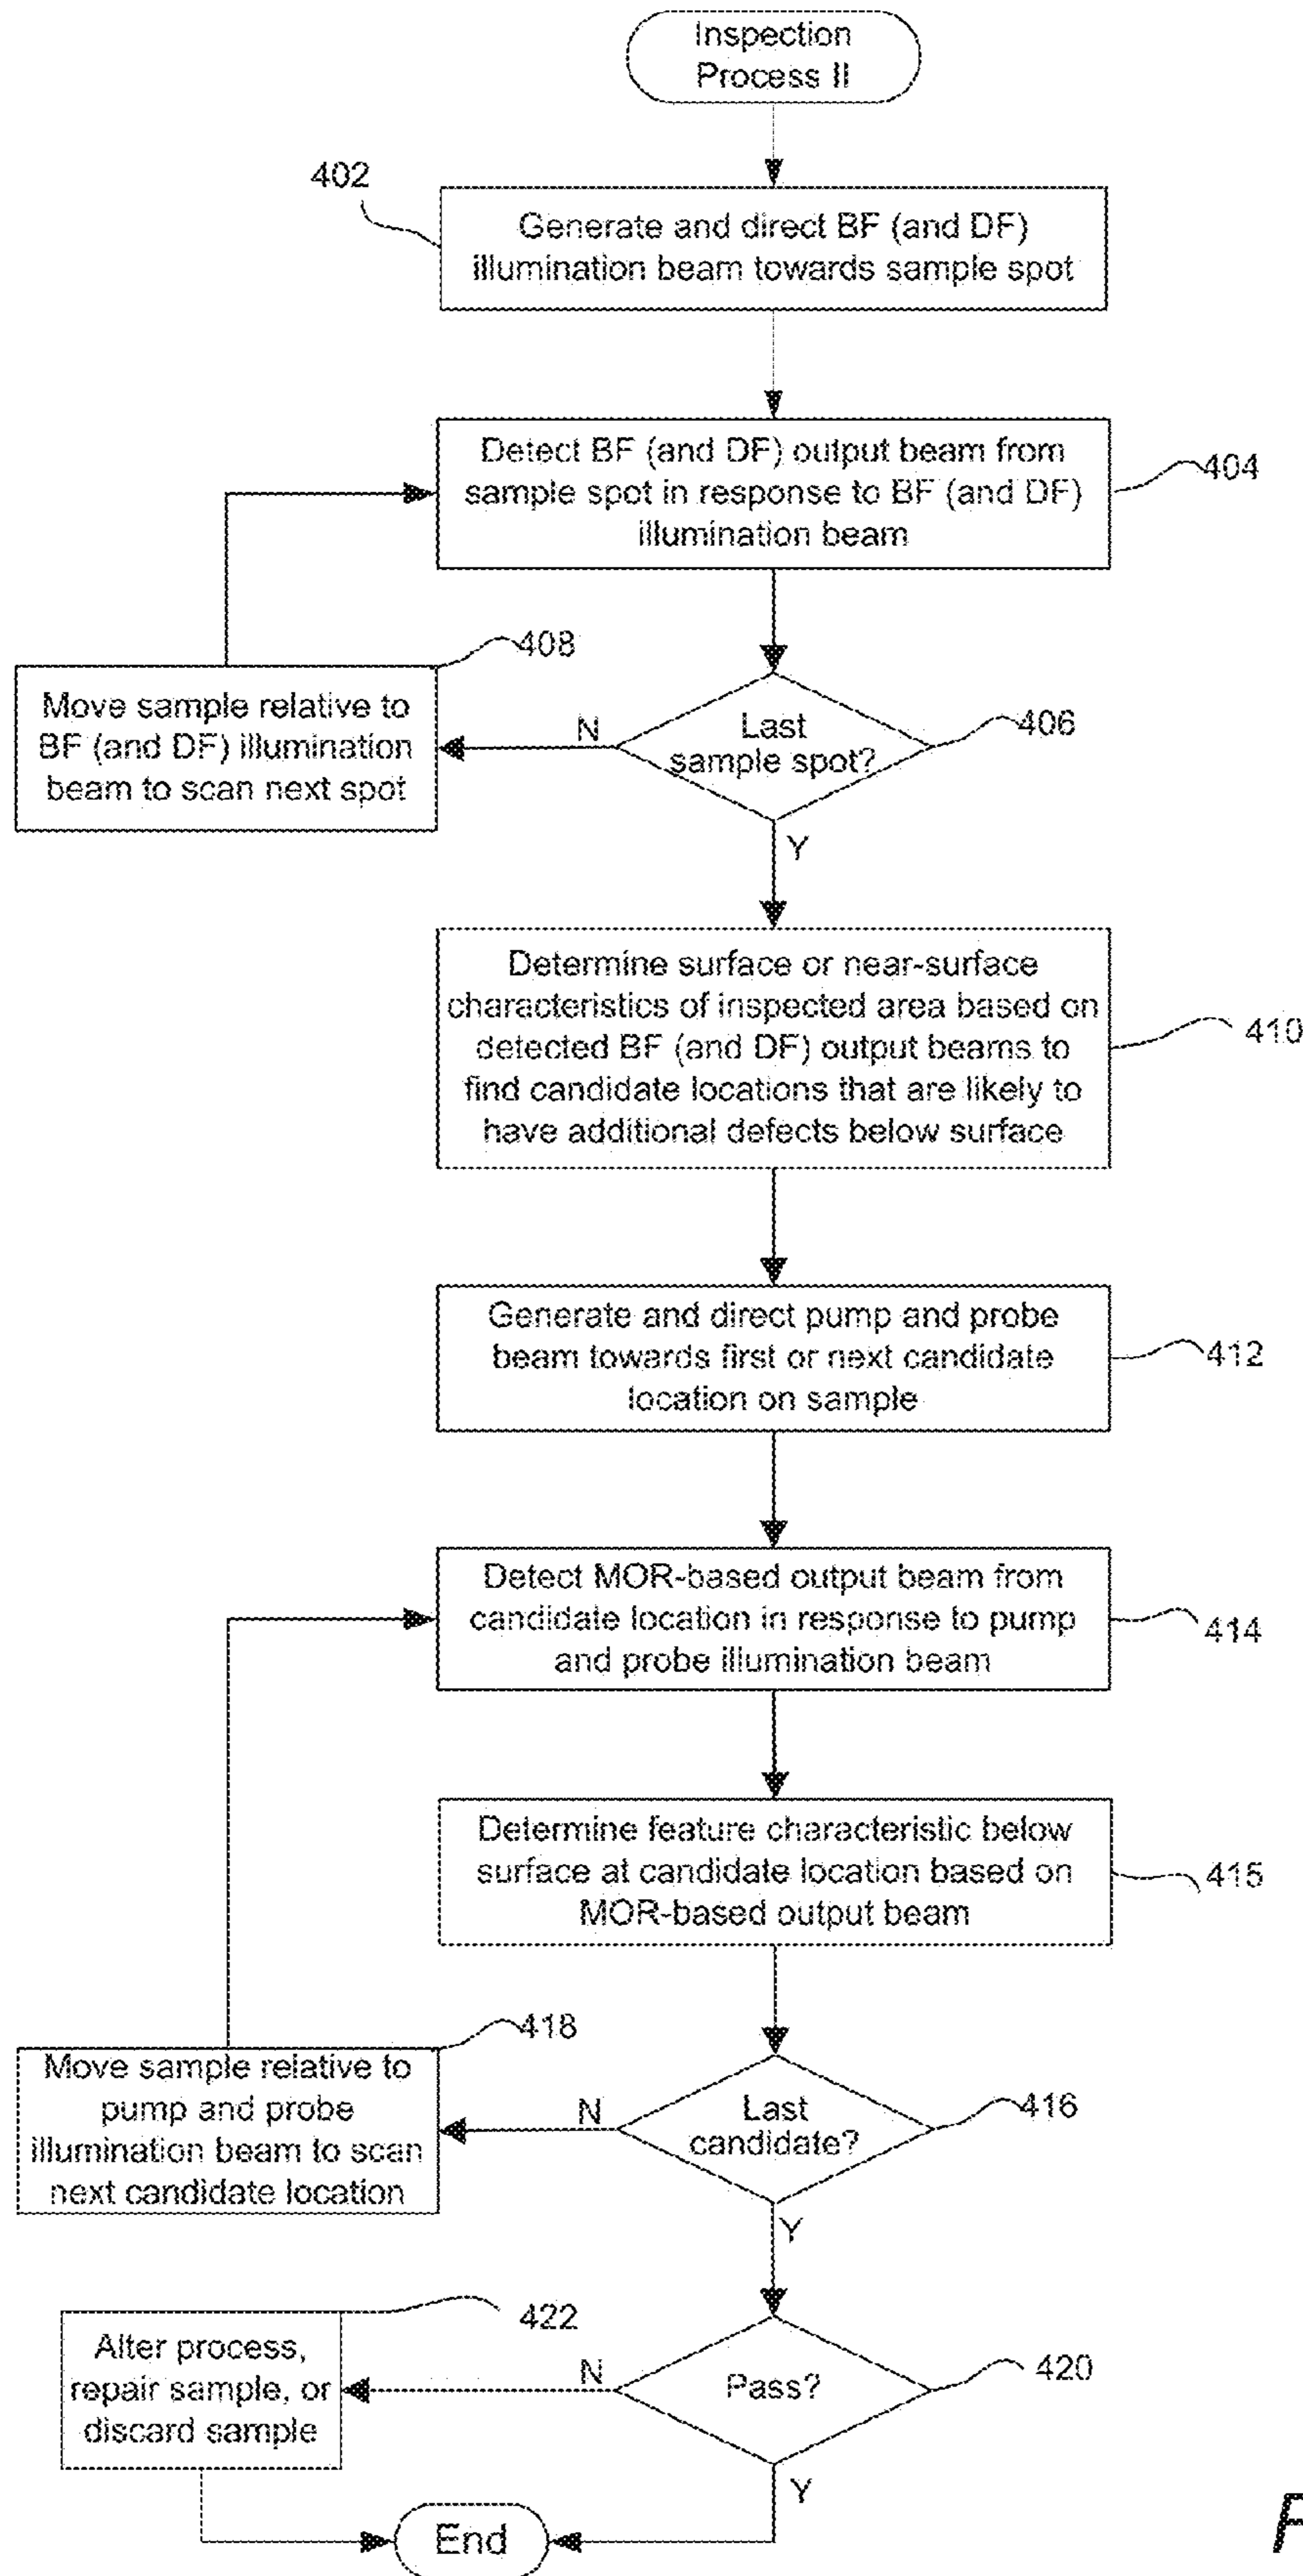 Inspection
Process II
402
Generate and direct BF (and DF)
illumination beam towards sample spot
Detect BF (and DF) output beam from
sample spot in response to BF (and DF)
illumination beam
404
408
Move sample relative to
BF (and DF) illumination
beam to scan next spot
N
Last
sample spot?
406
Y
Determine surface or near-surface
characteristics of inspected area based on
detected BF (and DF) output beams to
find candidate locations that are likely to
have additional defects below surface
410
Generate and direct pump and probe
beam towards first or next candidate
location on sample
412
Detect MOR-based output beam from
candidate location in response to pump
and probe illumination beam
414
Determine feature characteristic below
surface at candidate location based on
MOR-based output beam
415
418
Move sample relative to
pump and probe
illumination beam to scan
next candidate location
N
Last
candidate?
416
Y
422
Alter process,
repair sample, or
discard sample
N
Pass?
420
Y
End